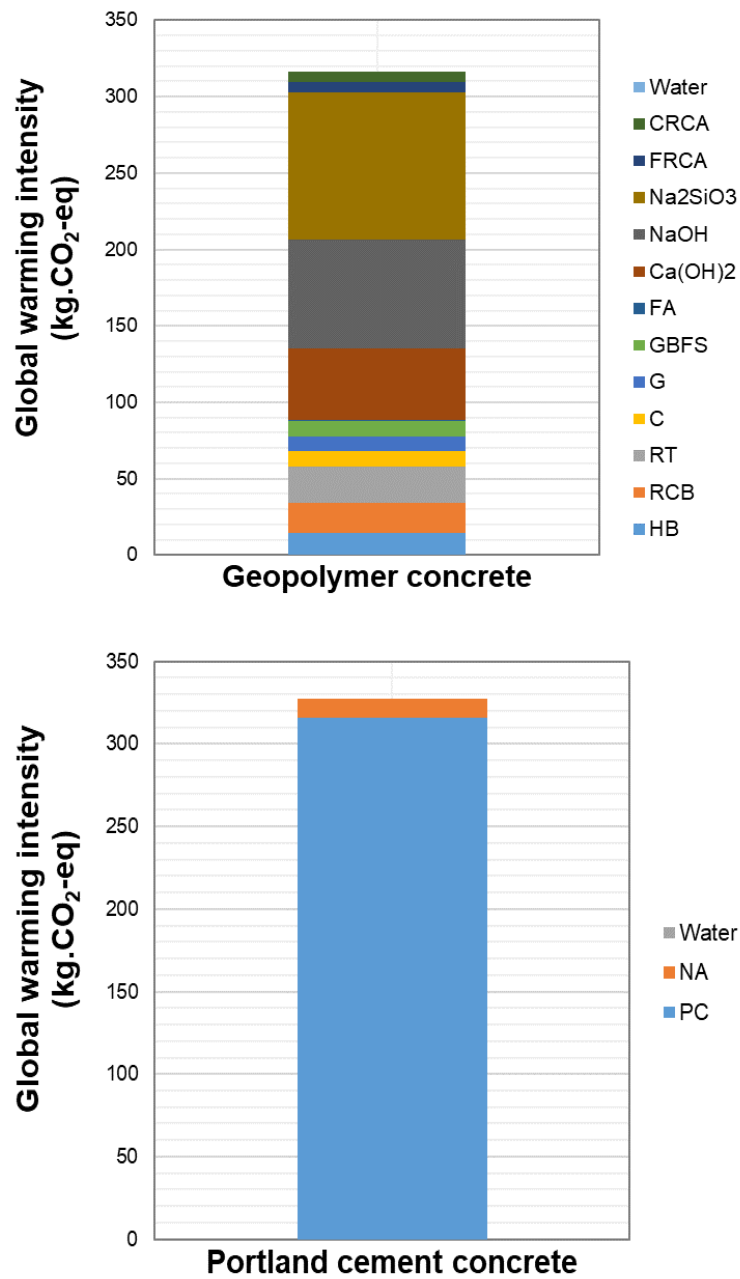 Global warming intensity
(kg.CO₂-eq)
350
300
250
200
150
100
50
0
Geopolymer concrete
Water
CRCA
FRCA
Na2SiO3
NaOH
Ca(OH)2
FA
GBFS
G
C
RT
RCB
HB
Global warming intensity
(kg.CO₂-eq)
350
300
250
200
150
100
50
0
Portland cement concrete
Water
NA
PC